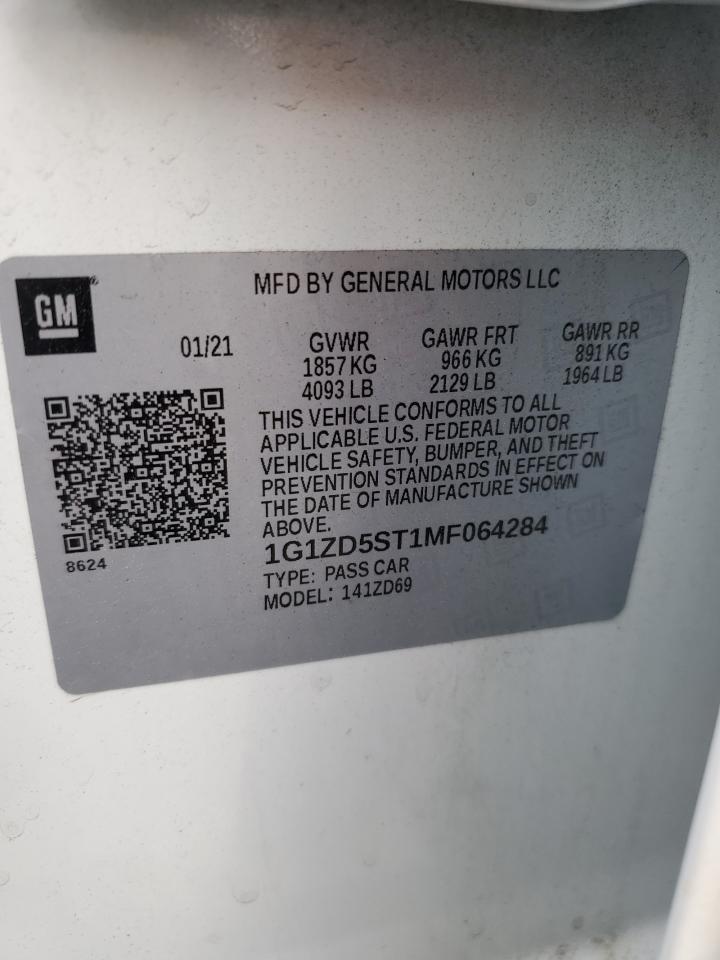 MFD BY GENERAL MOTORS LLC
GM
01/21
GVWR GAWR FRT GAWR RR
1857 KG 966 KG 891 KG
4093 LB 2129 LB 1964 LB
THIS VEHICLE CONFORMS TO ALL
APPLICABLE U.S. FEDERAL MOTOR
VEHICLE SAFETY, BUMPER, AND THEFT
PREVENTION STANDARDS IN EFFECT ON
THE DATE OF MANUFACTURE SHOWN
ABOVE.
1G1ZD5ST1MF064284
8624
TYPE: PASS CAR
MODEL: 141ZD69